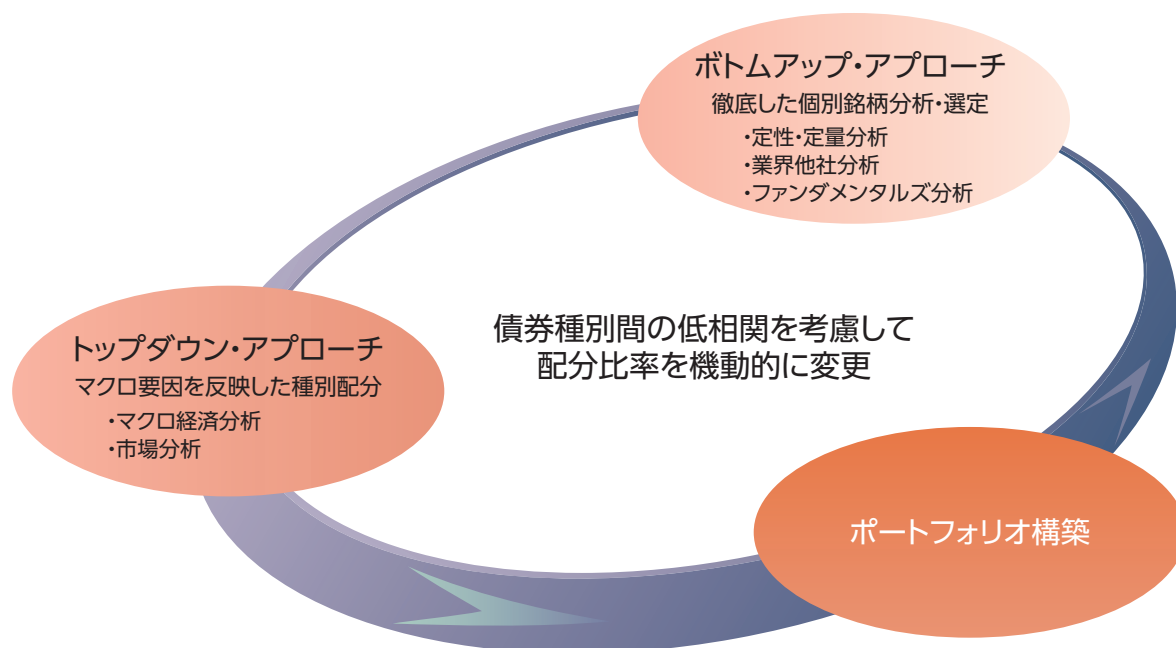 ボトムアップ・アプローチ
徹底した個別銘柄分析・選定
・定性・定量分析
・業界他社分析
・ファンダメンタルズ分析
トップダウン・アプローチ
マクロ要因を反映した種別配分
・マクロ経済分析
・市場分析
債券種別間の低相関を考慮して
配分比率を機動的に変更
ポートフォリオ構築